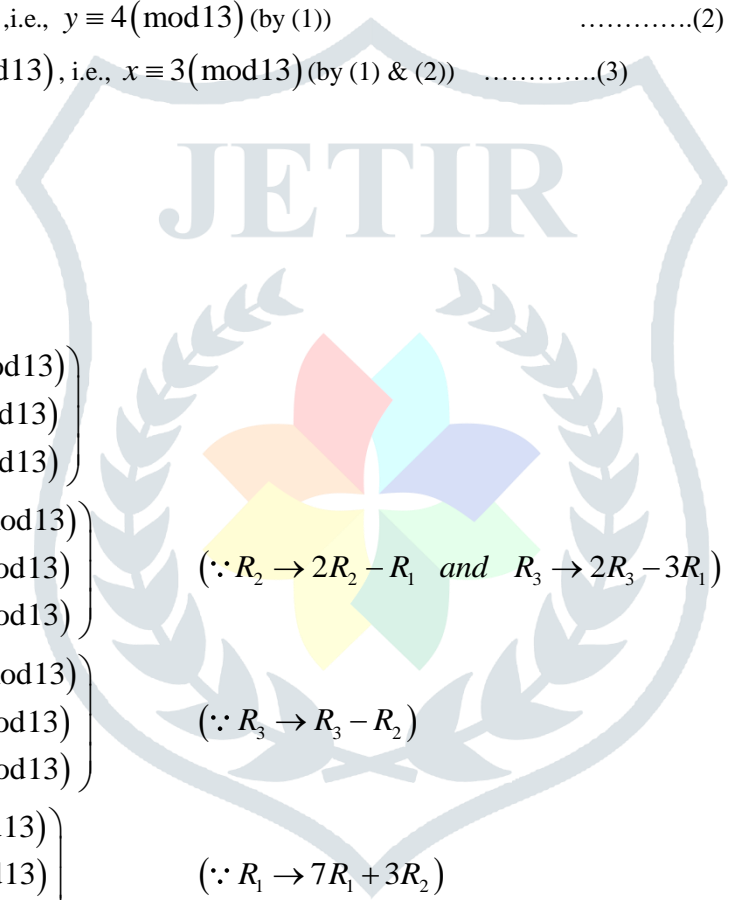 ,i.e., y ≡ 4(mod13) (by (1)) ………….(2)
d13), i.e., x ≡ 3(mod13) (by (1) & (2)) ………….(3)
JETIR
od13)
d13)
d13)
od13)
od13) (∵ R₂ → 2R₂ − R₁ and R₃ → 2R₃ − 3R₁)
od13)
od13)
od13) (∵ R₃ → R₃ − R₂)
od13)
13)
d13) (∵ R₁ → 7R₁ + 3R₂)